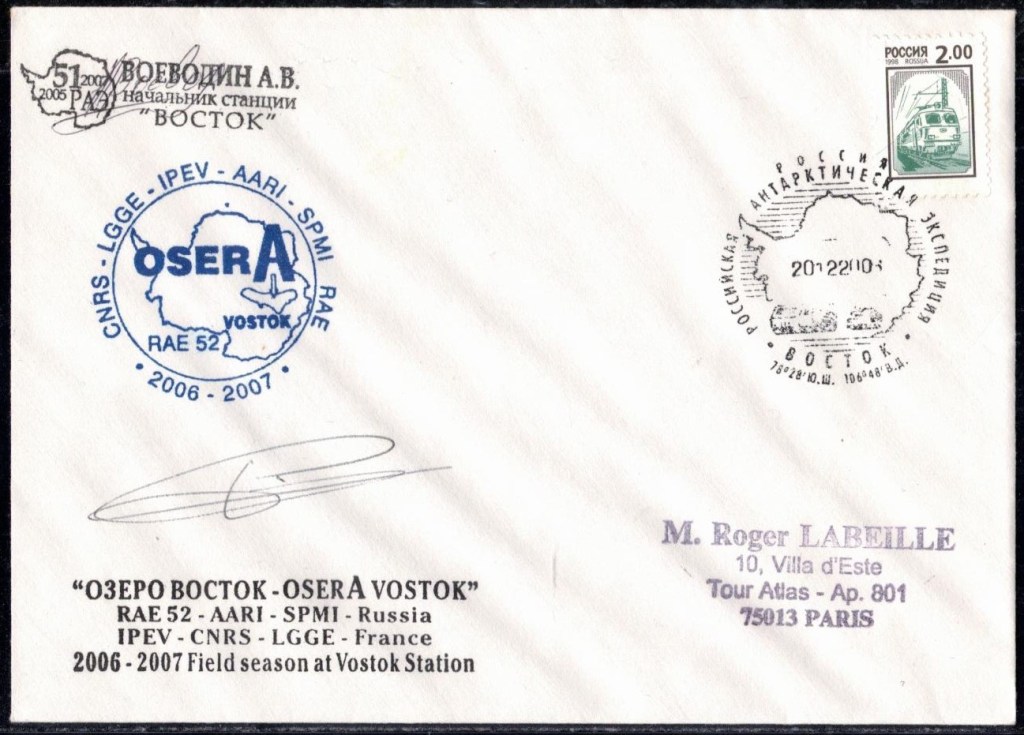 51 2007
2005 РАЭ
ВОЕВОДИН А.В.
начальник станции
"ВОСТОК"
РОССИЯ 2.00
1998 ROSSIJA
CNRS - LGGE - IPEV - AARI - SPMI RAE
OSERA
VOSTOK
RAE 52
• 2006 - 2007 •
РОССИЯ
РОССИЙСКАЯ АНТАРКТИЧЕСКАЯ ЭКСПЕДИЦИЯ
• ВОСТОК •
78°28'Ю.Ш. 106°48'В.Д.
"ОЗЕРО ВОСТОК - OSERA VOSTOK"
RAE 52 - AARI - SPMI - Russia
IPEV - CNRS - LGGE - France
2006 - 2007 Field season at Vostok Station
M. Roger LABEILLE
10, Villa d'Este
Tour Atlas - Ap. 801
75013 PARIS